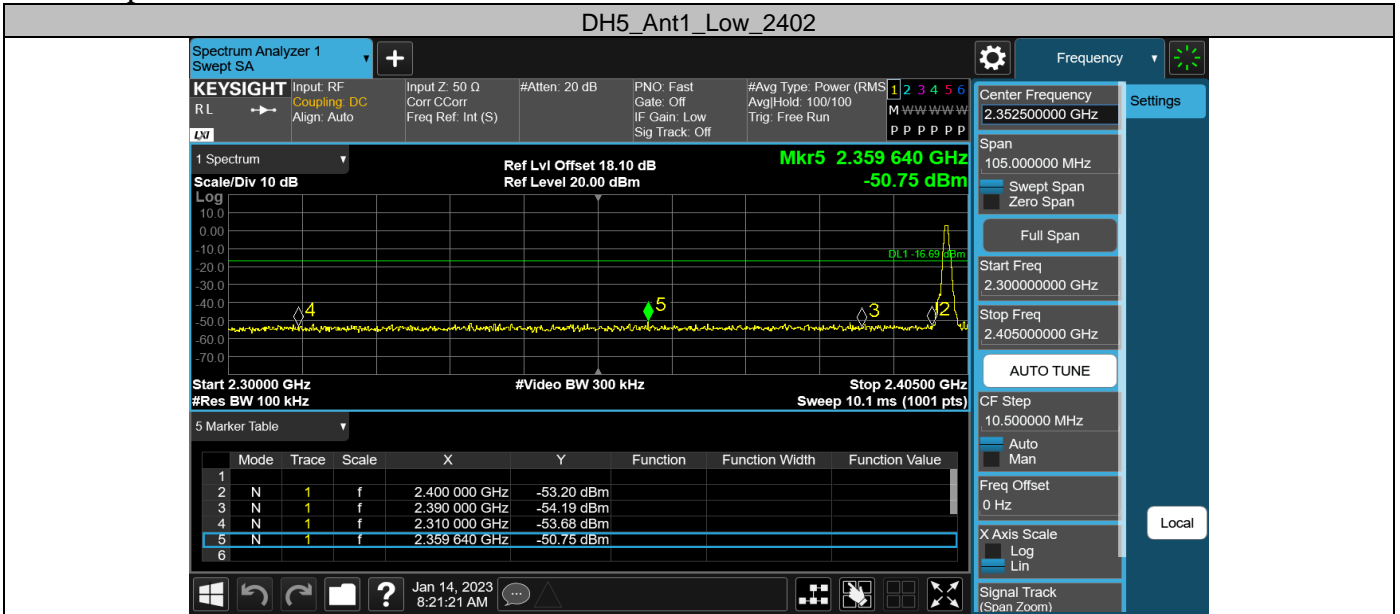 DH5_Ant1_Low_2402
Spectrum Analyzer 1
Swept SA
Frequency
KEYSIGHT
RL
LXI
Input: RF
Coupling: DC
Align: Auto
Input Z: 50 Ω
Corr CCorr
Freq Ref: Int (S)
#Atten: 20 dB
PNO: Fast
Gate: Off
IF Gain: Low
Sig Track: Off
#Avg Type: Power (RMS
Avg|Hold: 100/100
Trig: Free Run
1 2 3 4 5 6
M W W W W W
P P P P P P
1 Spectrum
Scale/Div 10 dB
Ref Lvl Offset 18.10 dB
Ref Level 20.00 dBm
Mkr5 2.359 640 GHz
-50.75 dBm
Log
10.0
0.00
-10.0
-20.0
-30.0
-40.0
-50.0
-60.0
-70.0
DL1 -16.69 dBm
4
5
3
2
Start 2.30000 GHz
#Video BW 300 kHz
Stop 2.40500 GHz
#Res BW 100 kHz
Sweep 10.1 ms (1001 pts)
5 Marker Table
Mode Trace Scale X Y Function Function Width Function Value
1
2 N 1 f 2.400 000 GHz -53.20 dBm
3 N 1 f 2.390 000 GHz -54.19 dBm
4 N 1 f 2.310 000 GHz -53.68 dBm
5 N 1 f 2.359 640 GHz -50.75 dBm
6
Jan 14, 2023
8:21:21 AM
Center Frequency
2.352500000 GHz
Settings
Span
105.000000 MHz
Swept Span
Zero Span
Full Span
Start Freq
2.300000000 GHz
Stop Freq
2.405000000 GHz
AUTO TUNE
CF Step
10.500000 MHz
Auto
Man
Freq Offset
0 Hz
X Axis Scale
Log
Lin
Local
Signal Track
(Span Zoom)